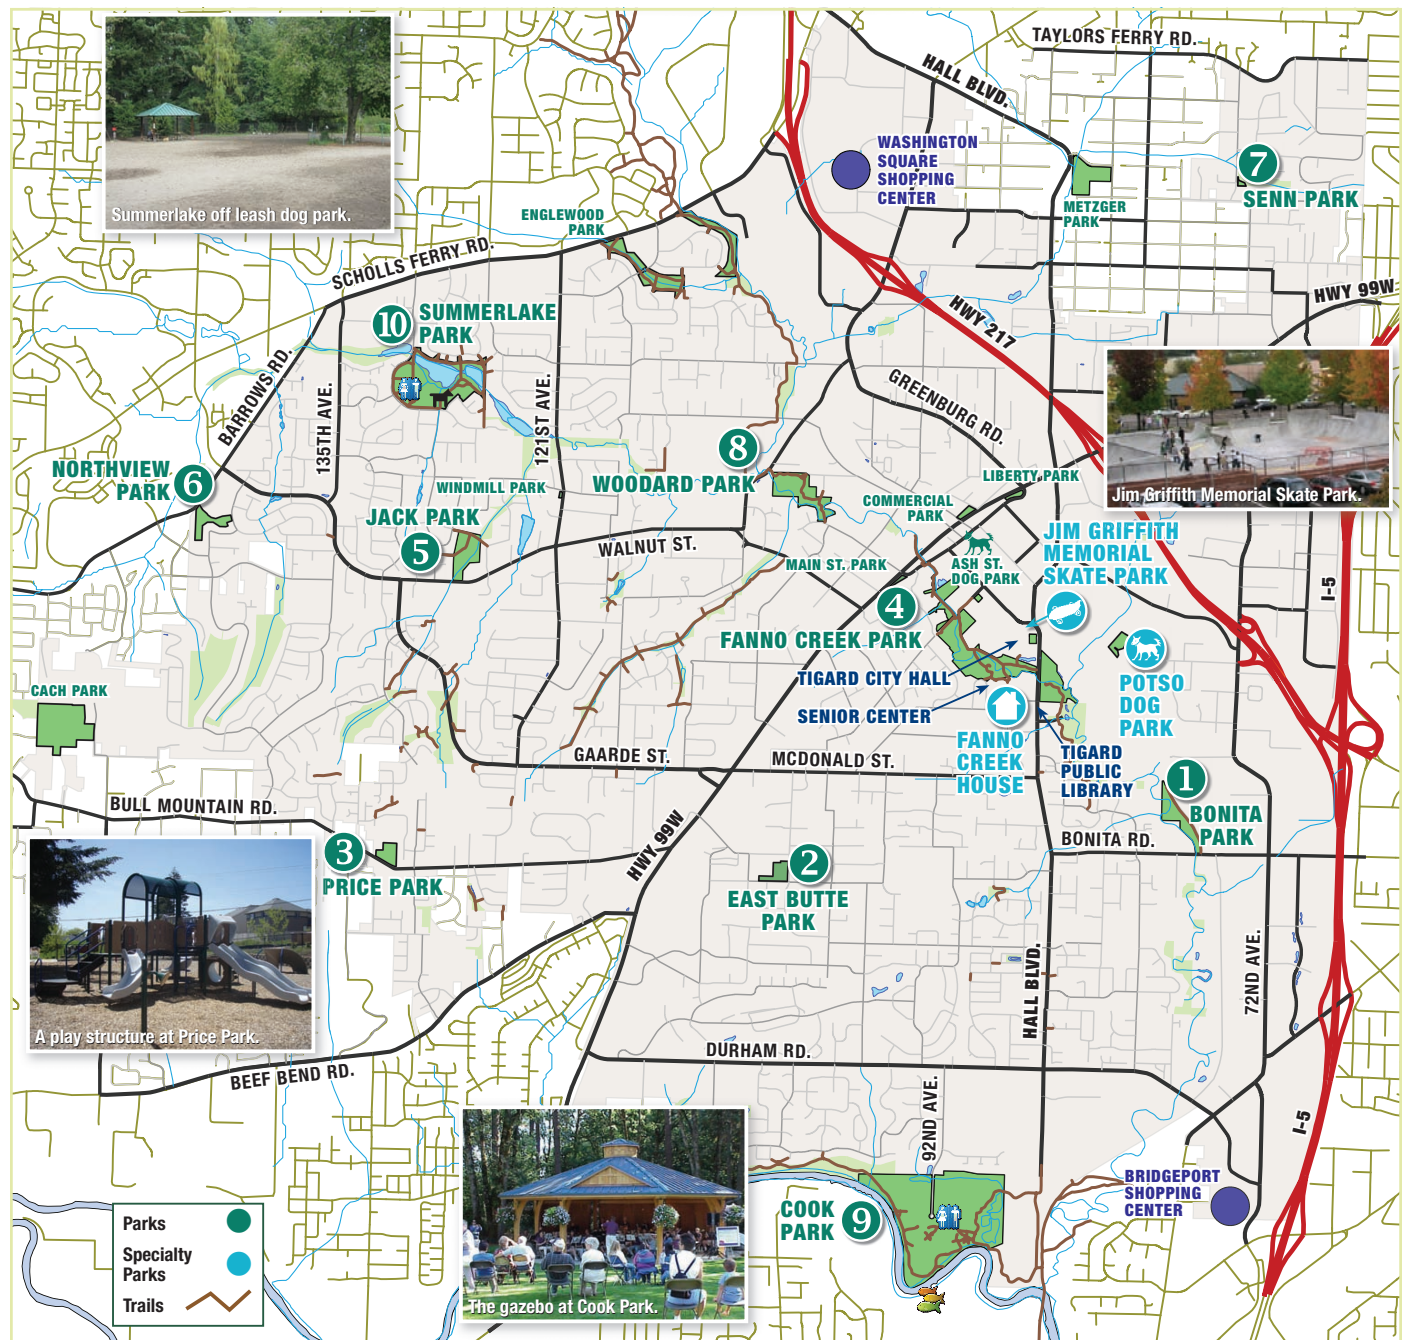 TAYLORS FERRY RD.
HALL BLVD.
WASHINGTON
SQUARE
SHOPPING
CENTER
7
SENN PARK
METZGER
PARK
Summerlake off leash dog park.
ENGLEWOOD
PARK
SCHOLLS FERRY RD.
HWY 99W
HWY 217
10
SUMMERLAKE
PARK
BARROWS RD.
135TH AVE.
121ST AVE.
GREENBURG RD.
Jim Griffith Memorial Skate Park.
8
WOODARD PARK
NORTHVIEW
PARK
6
WINDMILL PARK
JACK PARK
5
LIBERTY PARK
COMMERCIAL
PARK
WALNUT ST.
MAIN ST. PARK
ASH ST.
DOG PARK
JIM GRIFFITH
MEMORIAL
SKATE PARK
I-5
4
FANNO CREEK PARK
TIGARD CITY HALL
SENIOR CENTER
POTSO
DOG
PARK
CACH PARK
FANNO
CREEK
HOUSE
TIGARD
PUBLIC
LIBRARY
GAARDE ST.
MCDONALD ST.
1
BONITA
PARK
BULL MOUNTAIN RD.
HWY 99W
BONITA RD.
3
PRICE PARK
2
EAST BUTTE
PARK
A play structure at Price Park.
HALL BLVD.
72ND AVE.
DURHAM RD.
BEEF BEND RD.
92ND AVE.
I-5
BRIDGEPORT
SHOPPING
CENTER
COOK
PARK
9
The gazebo at Cook Park.
Parks
Specialty
Parks
Trails